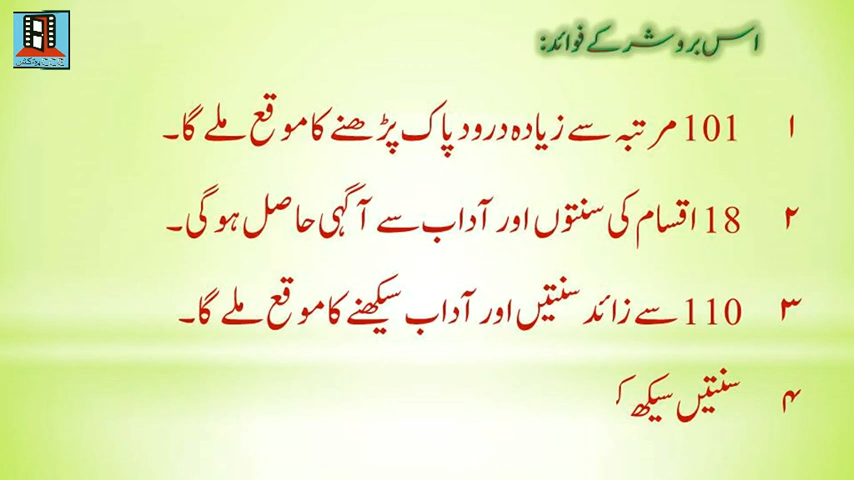 اس بروشر کے فوائد:
۱ 101 مرتبہ سے زیادہ درود پاک پڑھنے کا موقع ملے گا۔
۲ 18 اقسام کی سنتوں اور آداب سے آگہی حاصل ہوگی۔
۳ 110 سے زائد سنتیں اور آداب سیکھنے کا موقع ملے گا۔
۴ سنتیں سیکھ ک